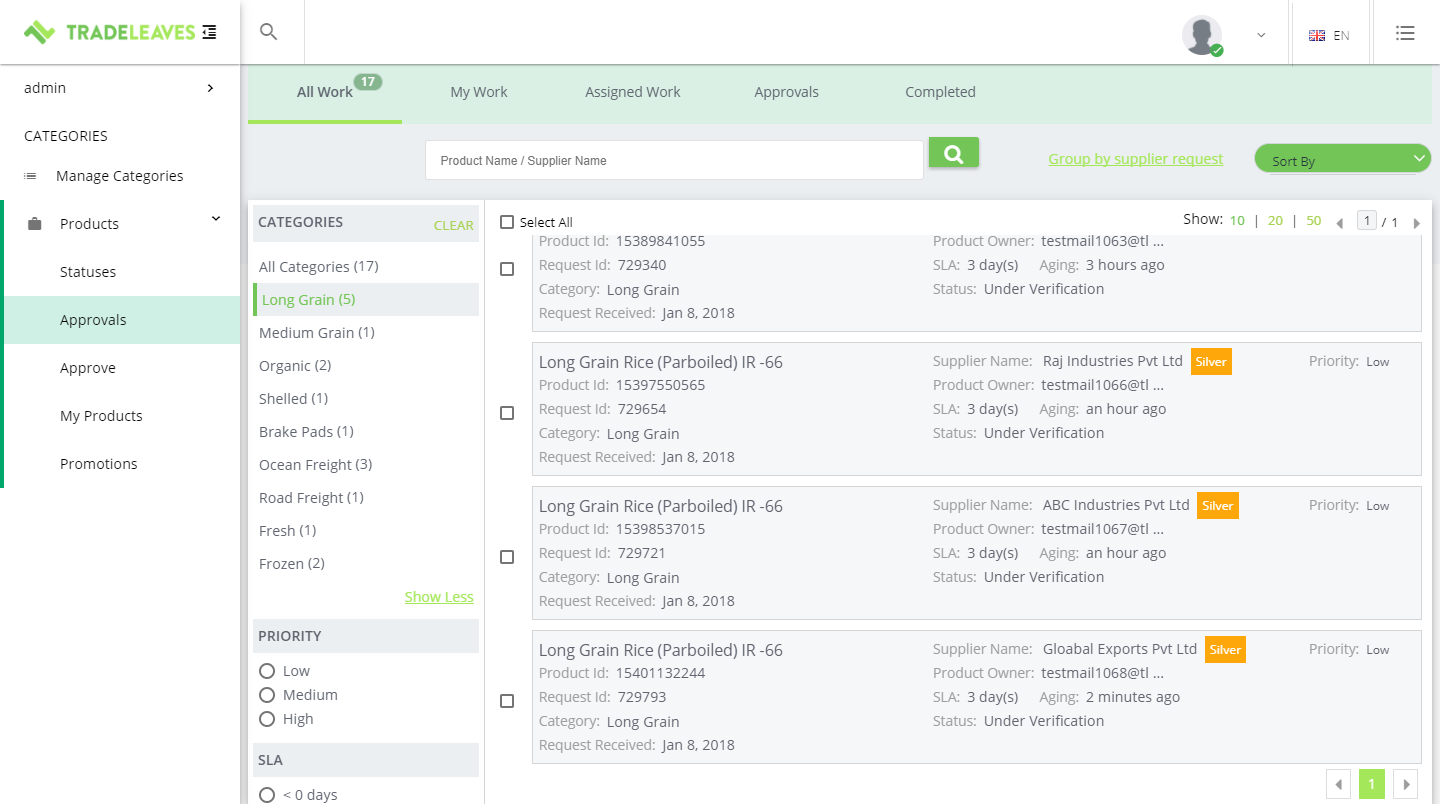 TRADELEAVES
EN
admin
CATEGORIES
Manage Categories
Products
Statuses
Approvals
Approve
My Products
Promotions
All Work 17 My Work Assigned Work Approvals Completed
Product Name / Supplier Name
Group by supplier request
Sort By
CATEGORIES CLEAR
All Categories (17)
Long Grain (5)
Medium Grain (1)
Organic (2)
Shelled (1)
Brake Pads (1)
Ocean Freight (3)
Road Freight (1)
Fresh (1)
Frozen (2)
Show Less
PRIORITY
Low
Medium
High
SLA
< 0 days
Select All Show: 10 | 20 | 50 1 / 1
Product Id: 15389841055 Product Owner: testmail1063@tl ...
Request Id: 729340 SLA: 3 day(s) Aging: 3 hours ago
Category: Long Grain Status: Under Verification
Request Received: Jan 8, 2018
Long Grain Rice (Parboiled) IR -66 Supplier Name: Raj Industries Pvt Ltd Silver Priority: Low
Product Id: 15397550565 Product Owner: testmail1066@tl ...
Request Id: 729654 SLA: 3 day(s) Aging: an hour ago
Category: Long Grain Status: Under Verification
Request Received: Jan 8, 2018
Long Grain Rice (Parboiled) IR -66 Supplier Name: ABC Industries Pvt Ltd Silver Priority: Low
Product Id: 15398537015 Product Owner: testmail1067@tl ...
Request Id: 729721 SLA: 3 day(s) Aging: an hour ago
Category: Long Grain Status: Under Verification
Request Received: Jan 8, 2018
Long Grain Rice (Parboiled) IR -66 Supplier Name: Gloabal Exports Pvt Ltd Silver Priority: Low
Product Id: 15401132244 Product Owner: testmail1068@tl ...
Request Id: 729793 SLA: 3 day(s) Aging: 2 minutes ago
Category: Long Grain Status: Under Verification
Request Received: Jan 8, 2018
1